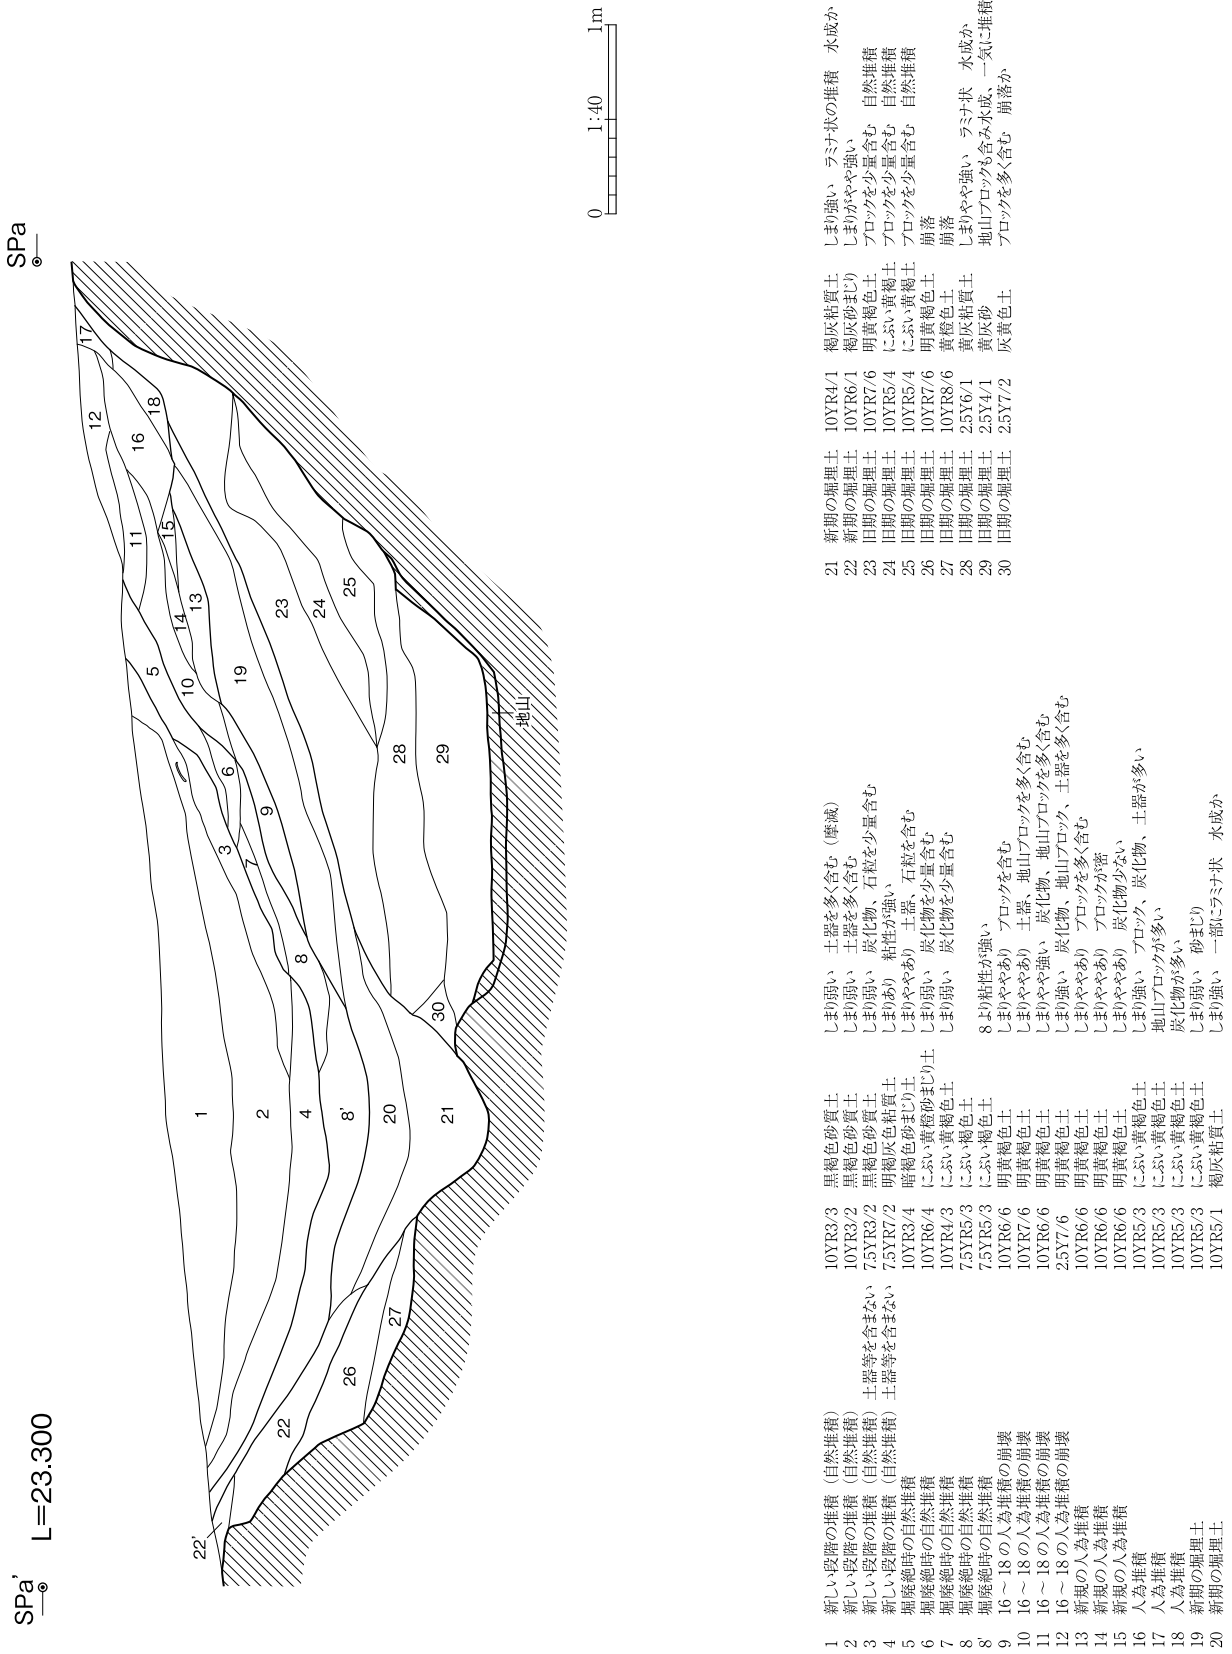 SPa'
L=23.300
SPa
0 1:40 1m
1
2
3
4
5
6
7
8
8'
9
10
11
12
13
14
15
16
17
18
19
20
21
22
22'
23
24
25
26
27
28
29
30
地山
1 新しい段階の堆積（自然堆積） 10YR3/3 黒褐色砂質土 しまり弱い 土器を多く含む（摩滅）
2 新しい段階の堆積（自然堆積） 10YR3/2 黒褐色砂質土 しまり弱い 土器を多く含む
3 新しい段階の堆積（自然堆積）土器等を含まない 7.5YR3/2 黒褐色砂質土 しまり弱い 炭化物、石粒を少量含む
4 新しい段階の堆積（自然堆積）土器等を含まない 7.5YR7/2 明褐灰色粘質土 しまりあり 粘性が強い
5 堀廃絶時の自然堆積 10YR3/4 暗褐色砂まじり土 しまりややあり 土器、石粒を含む
6 堀廃絶時の自然堆積 10YR6/4 にぶい黄橙砂まじり土 しまり弱い 炭化物を少量含む
7 堀廃絶時の自然堆積 10YR4/3 にぶい黄褐色土 しまり弱い 炭化物を少量含む
8 堀廃絶時の自然堆積 7.5YR5/3 にぶい褐色土
8' 堀廃絶時の自然堆積 7.5YR5/3 にぶい褐色土 8より粘性が強い
9 16～18の人為堆積の崩壊 10YR6/6 明黄褐色土 しまりややあり ブロックを含む
10 16～18の人為堆積の崩壊 10YR7/6 明黄褐色土 しまりややあり 土器、地山ブロックを多く含む
11 16～18の人為堆積の崩壊 10YR6/6 明黄褐色土 しまりやや強い 炭化物、地山ブロックを多く含む
12 16～18の人為堆積の崩壊 2.5Y7/6 明黄褐色土 しまり強い 炭化物、地山ブロック、土器を多く含む
13 新規の人為堆積 10YR6/6 明黄褐色土 しまりややあり ブロックを多く含む
14 新規の人為堆積 10YR6/6 明黄褐色土 しまりややあり ブロックが密
15 新規の人為堆積 10YR6/6 明黄褐色土 しまりややあり 炭化物少ない
16 人為堆積 10YR5/3 にぶい黄褐色土 しまり強い ブロック、炭化物、土器が多い
17 人為堆積 10YR5/3 にぶい黄褐色土 地山ブロックが多い
18 人為堆積 10YR5/3 にぶい黄褐色土 炭化物が多い
19 新期の堀埋土 10YR5/3 にぶい黄褐色土 しまり弱い 砂まじり
20 新期の堀埋土 10YR5/1 褐灰粘質土 しまり強い 一部にラミナ状 水成か
21 新期の堀埋土 10YR4/1 褐灰粘質土 しまり強い ラミナ状の堆積 水成か
22 新期の堀埋土 10YR6/1 褐灰砂まじり しまりがやや強い
23 旧期の堀埋土 10YR7/6 明黄褐色土 ブロックを少量含む 自然堆積
24 旧期の堀埋土 10YR5/4 にぶい黄褐土 ブロックを少量含む 自然堆積
25 旧期の堀埋土 10YR5/4 にぶい黄褐土 ブロックを少量含む 自然堆積
26 旧期の堀埋土 10YR7/6 明黄褐色土 崩落
27 旧期の堀埋土 10YR8/6 黄橙色土 崩落
28 旧期の堀埋土 2.5Y6/1 黄灰粘質土 しまりやや強い ラミナ状 水成か
29 旧期の堀埋土 2.5Y4/1 黄灰砂 地山ブロックも含み水成、一気に堆積
30 旧期の堀埋土 2.5Y7/2 灰黄色土 ブロックを多く含む 崩落か